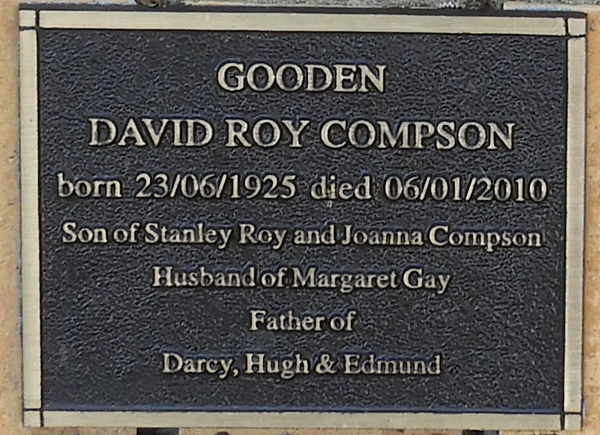 GOODEN
DAVID ROY COMPSON
born 23/06/1925 died 06/01/2010
Son of Stanley Roy and Joanna Compson
Husband of Margaret Gay
Father of
Darcy, Hugh & Edmund